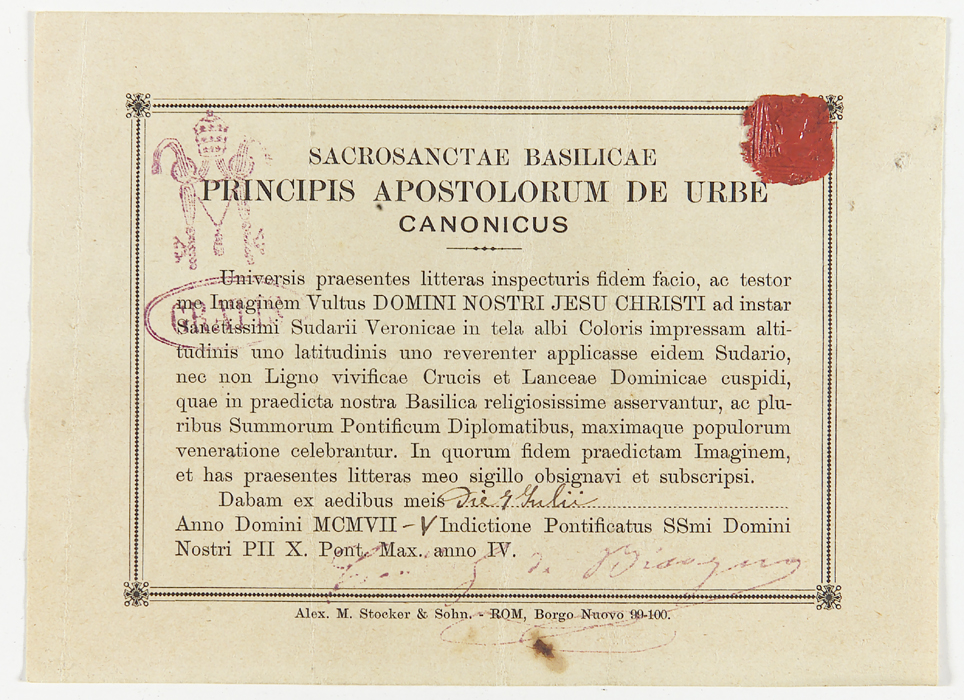 SACROSANCTAE BASILICAE
PRINCIPIS APOSTOLORUM DE URBE
CANONICUS
Universis praesentes litteras inspecturis fidem facio, ac testor
me Imaginem Vultus DOMINI NOSTRI JESU CHRISTI ad instar
Sanctissimi Sudarii Veronicae in tela albi Coloris impressam alti-
tudinis uno latitudinis uno reverenter applicasse eidem Sudario,
nec non Ligno vivificae Crucis et Lanceae Dominicae cuspidi,
quae in praedicta nostra Basilica religiosissime asservantur, ac plu-
ribus Summorum Pontificum Diplomatibus, maximaque populorum
veneratione celebrantur. In quorum fidem praedictam Imaginem,
et has praesentes litteras meo sigillo obsignavi et subscripsi.
Dabam ex aedibus meis Die Julii
Anno Domini MCMVII - V Indictione Pontificatus SSmi Domini
Nostri PII X. Pont. Max. anno IV.
de Bisogno
Alex. M. Stocker & Sohn. - ROM, Borgo Nuovo 99-100.